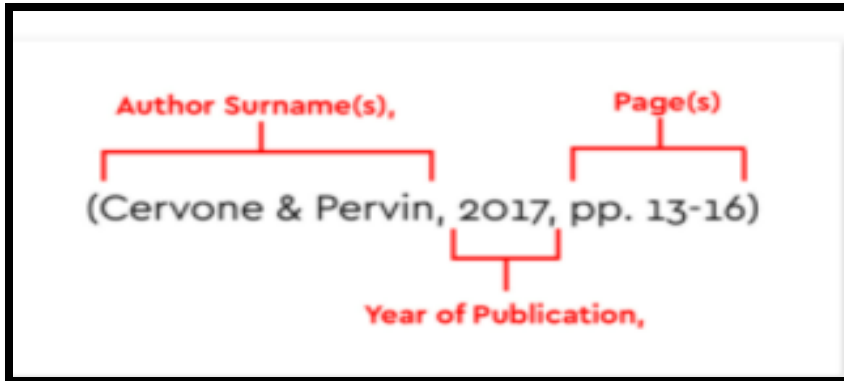 Author Surname(s),
Page(s)
(Cervone & Pervin, 2017, pp. 13-16)
Year of Publication,